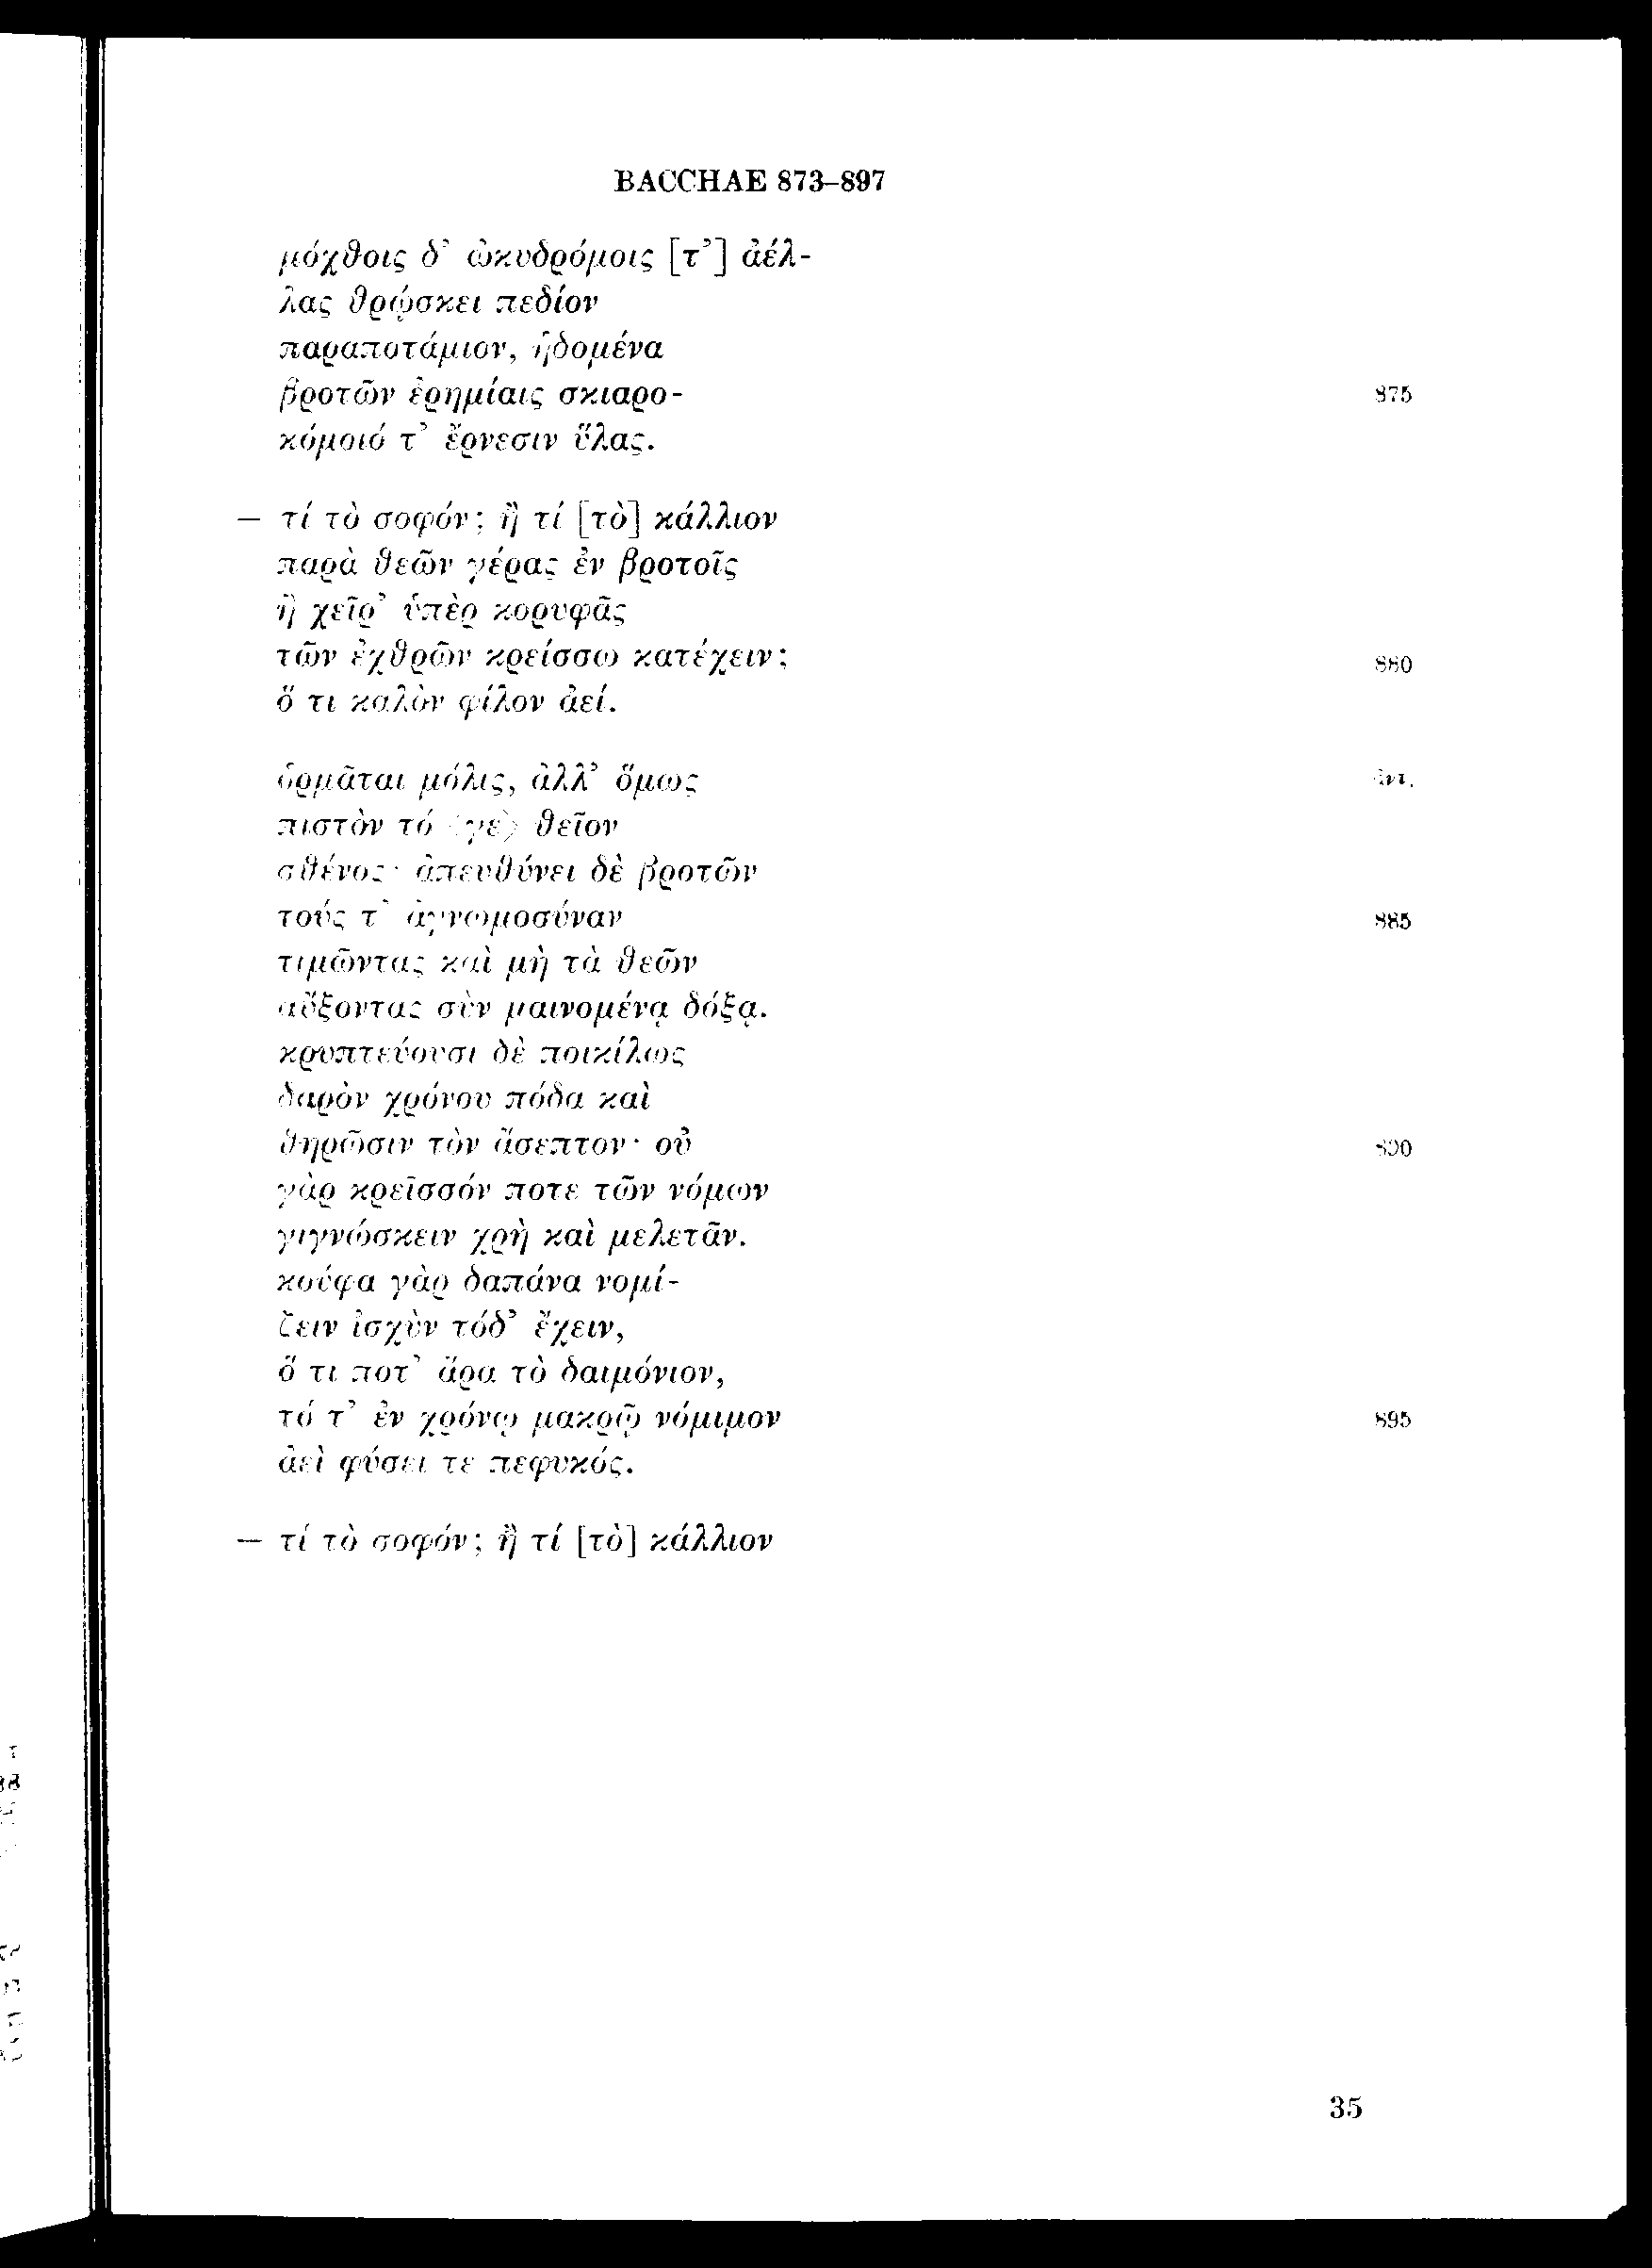 BACCHAE 873–897
μόχθοις δ’ ὠκυδρόμοις [τ’] ἀέλ-
λας θρῴσκει πεδίον
παραποτάμιον, ἡδομένα
βροτῶν ἐρημίαις σκιαρο- 875
κόμοιό τ’ ἔρνεσιν ὕλας.
— τί τὸ σοφόν; ἢ τί [τὸ] κάλλιον
παρὰ θεῶν γέρας ἐν βροτοῖς
ἢ χεῖρ’ ὑπὲρ κορυφᾶς
τῶν ἐχθρῶν κρείσσω κατέχειν; 880
ὅ τι καλὸν φίλον ἀεί.
ὁρμᾶται μόλις, ἀλλ’ ὅμως ἀντ.
πιστὸν τό ⟨γε⟩ θεῖον
σθένος· ἀπευθύνει δὲ βροτῶν
τούς τ’ ἀγνωμοσύναν 885
τιμῶντας καὶ μὴ τὰ θεῶν
αὔξοντας σὺν μαινομένᾳ δόξᾳ.
κρυπτεύουσι δὲ ποικίλως
δαρὸν χρόνου πόδα καὶ
θηρῶσιν τὸν ἄσεπτον· οὐ 890
γὰρ κρεῖσσόν ποτε τῶν νόμων
γιγνώσκειν χρὴ καὶ μελετᾶν.
κούφα γὰρ δαπάνα νομί-
ζειν ἰσχὺν τόδ’ ἔχειν,
ὅ τι ποτ’ ἄρα τὸ δαιμόνιον,
τό τ’ ἐν χρόνῳ μακρῷ νόμιμον 895
ἀεὶ φύσει τε πεφυκός.
— τί τὸ σοφόν; ἢ τί [τὸ] κάλλιον
35